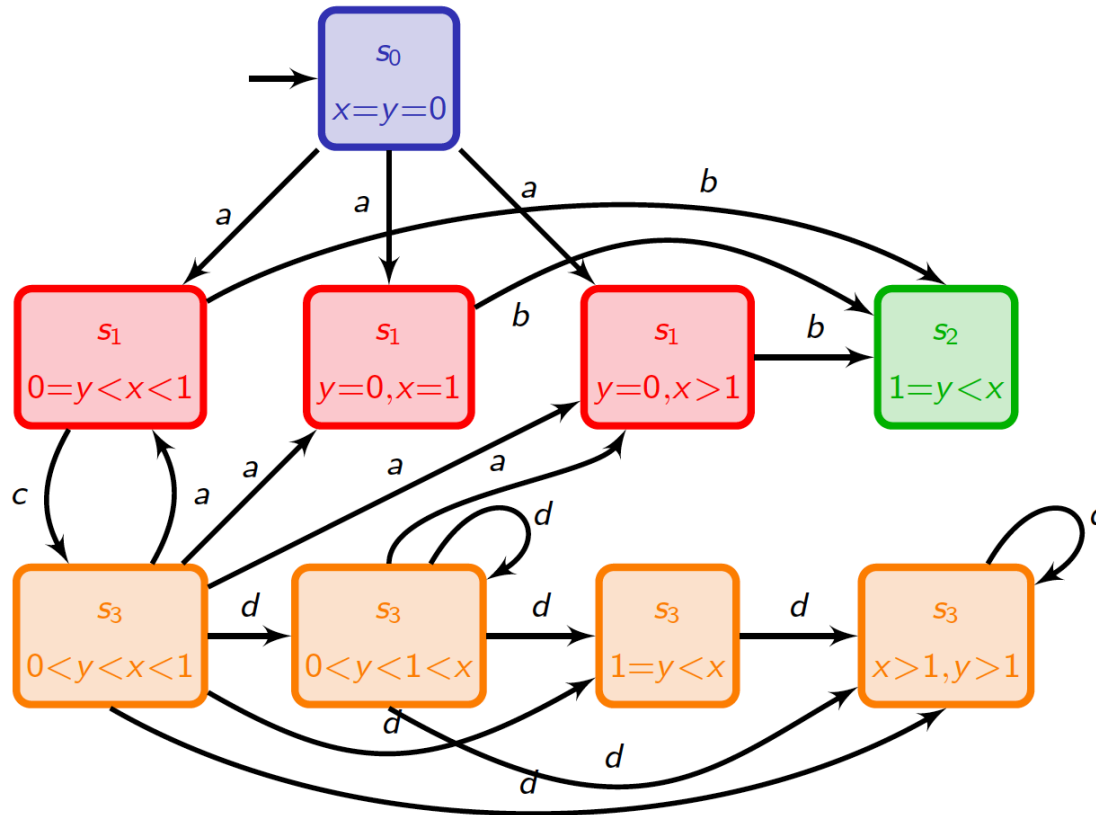 s₀
x=y=0
a
a
a
b
s₁
0=y<x<1
s₁
y=0,x=1
b
s₁
y=0,x>1
b
s₂
1=y<x
c
a
a
a
a
d
d
s₃
0<y<x<1
d
s₃
0<y<1<x
d
s₃
1=y<x
d
s₃
x>1,y>1
d
d
d